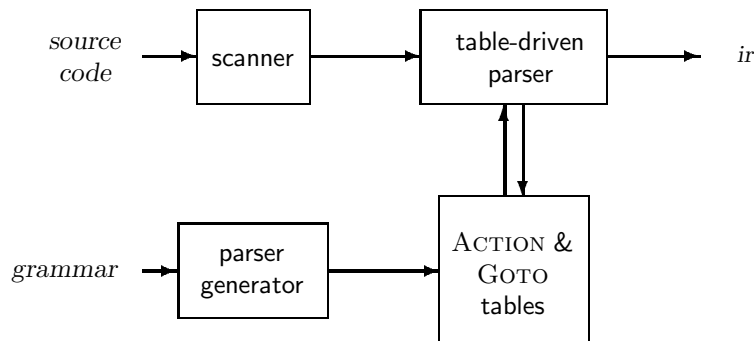 source
code
scanner
table-driven
parser
ir
grammar
parser
generator
ACTION &
GOTO
tables